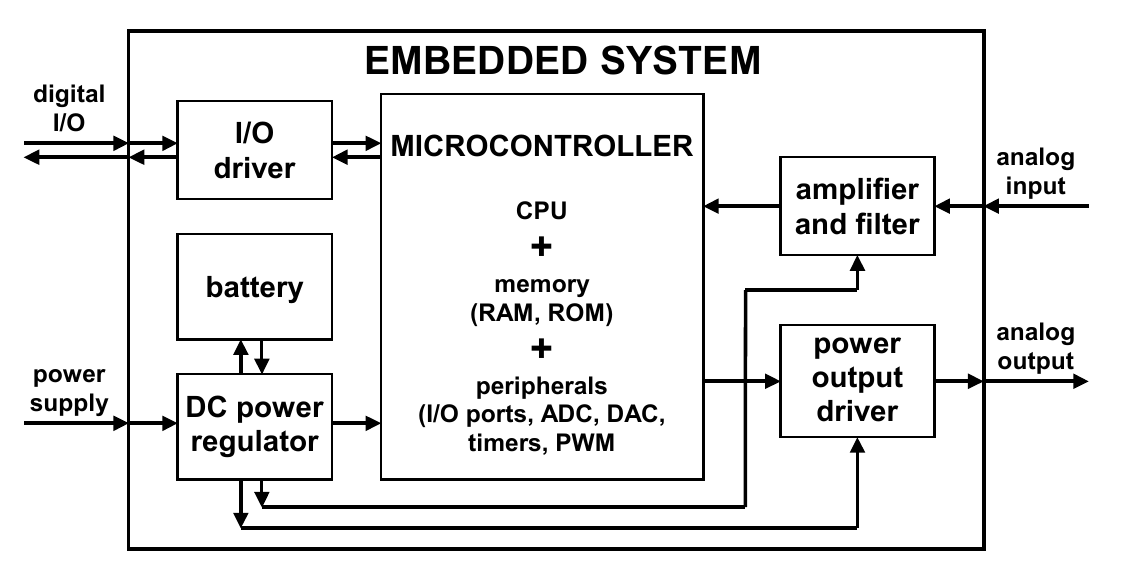 EMBEDDED SYSTEM
digital
I/O
I/O
driver
MICROCONTROLLER
CPU
+
memory
(RAM, ROM)
+
peripherals
(I/O ports, ADC, DAC,
timers, PWM
battery
power
supply
DC power
regulator
amplifier
and filter
analog
input
power
output
driver
analog
output